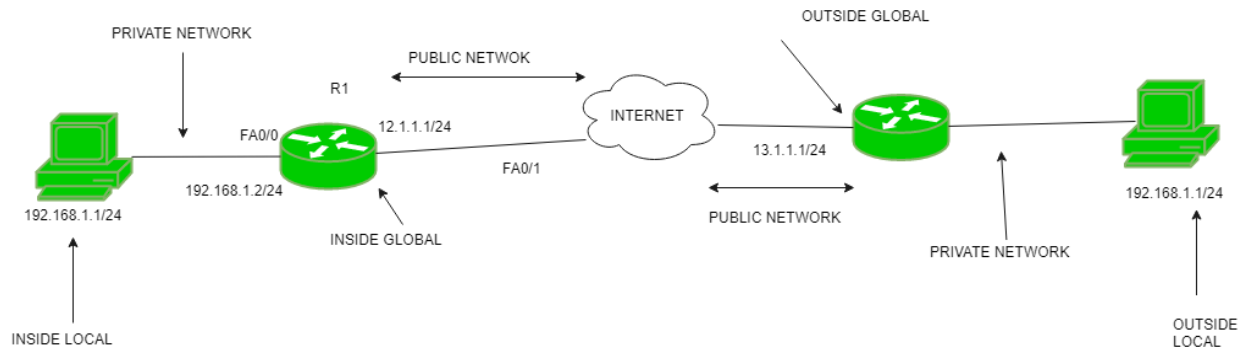 OUTSIDE GLOBAL
PRIVATE NETWORK
PUBLIC NETWOK
R1
INTERNET
12.1.1.1/24
FA0/0
13.1.1.1/24
FA0/1
192.168.1.2/24
192.168.1.1/24
192.168.1.1/24
PUBLIC NETWORK
INSIDE GLOBAL
PRIVATE NETWORK
INSIDE LOCAL
OUTSIDE
LOCAL